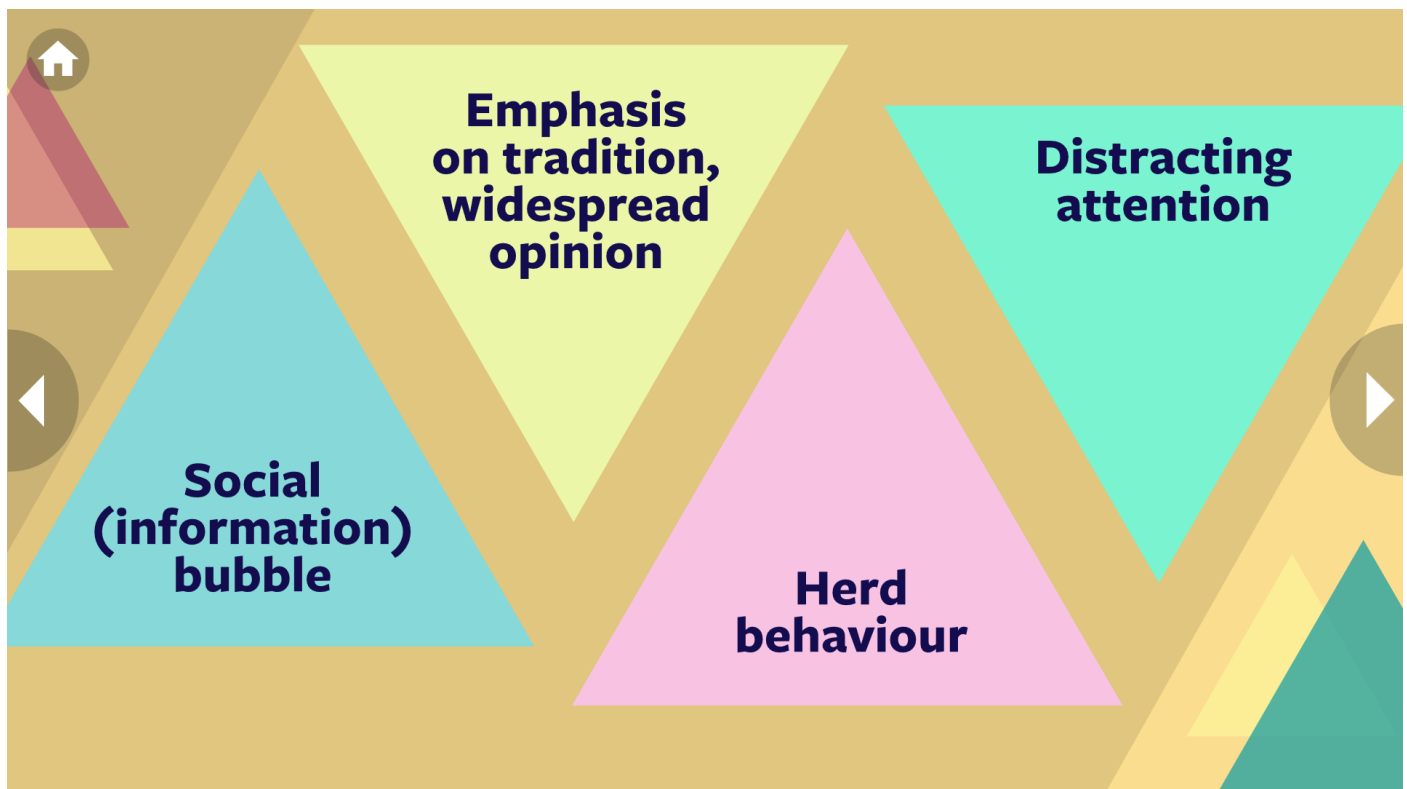 Emphasis
on tradition,
widespread
opinion
Distracting
attention
Social
(information)
bubble
Herd
behaviour